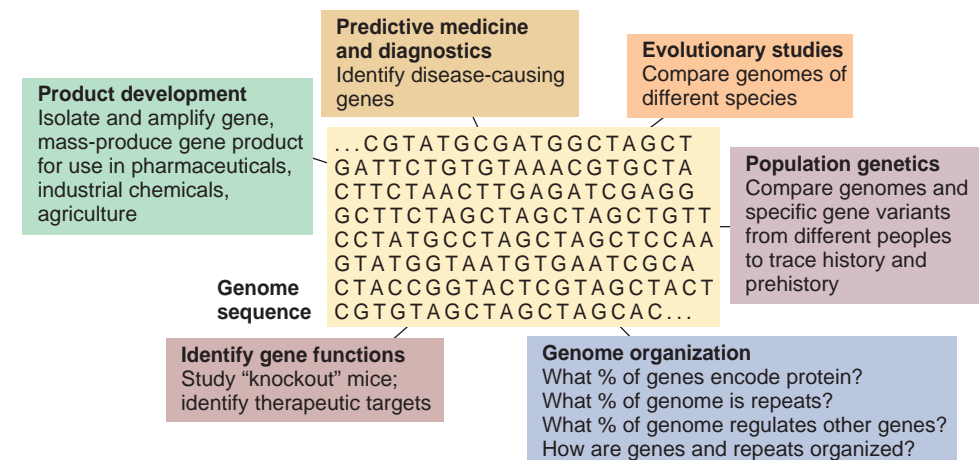 Predictive medicine
and diagnostics
Identify disease-causing
genes
Evolutionary studies
Compare genomes of
different species
Product development
Isolate and amplify gene,
mass-produce gene product
for use in pharmaceuticals,
industrial chemicals,
agriculture
...CGTATGCGATGGCTAGCT
GATTCTGTGTAAACGTGCTA
CTTCTAACTTGAGATCGAGG
GCTTCTAGCTAGCTAGCTGTT
CCTATGCCTAGCTAGCTCCAA
GTATGGTAATGTGAATCGCA
CTACCGGTACTCGTAGCTACT
CGTGTAGCTAGCTAGCAC...
Population genetics
Compare genomes and
specific gene variants
from different peoples
to trace history and
prehistory
Genome
sequence
Identify gene functions
Study “knockout” mice;
identify therapeutic targets
Genome organization
What % of genes encode protein?
What % of genome is repeats?
What % of genome regulates other genes?
How are genes and repeats organized?